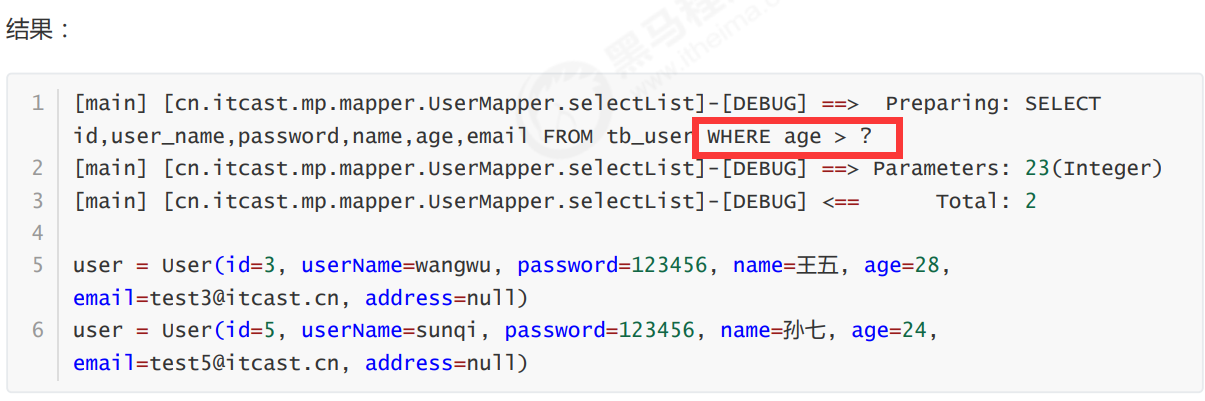 结果：
黑马程
www.itheima
1 [main] [cn.itcast.mp.mapper.UserMapper.selectList]-[DEBUG] ==>  Preparing: SELECT
id,user_name,password,name,age,email FROM tb_user WHERE age > ?
2 [main] [cn.itcast.mp.mapper.UserMapper.selectList]-[DEBUG] ==> Parameters: 23(Integer)
3 [main] [cn.itcast.mp.mapper.UserMapper.selectList]-[DEBUG] <==      Total: 2
4
5 user = User(id=3, userName=wangwu, password=123456, name=王五, age=28,
email=test3@itcast.cn, address=null)
6 user = User(id=5, userName=sunqi, password=123456, name=孙七, age=24,
email=test5@itcast.cn, address=null)